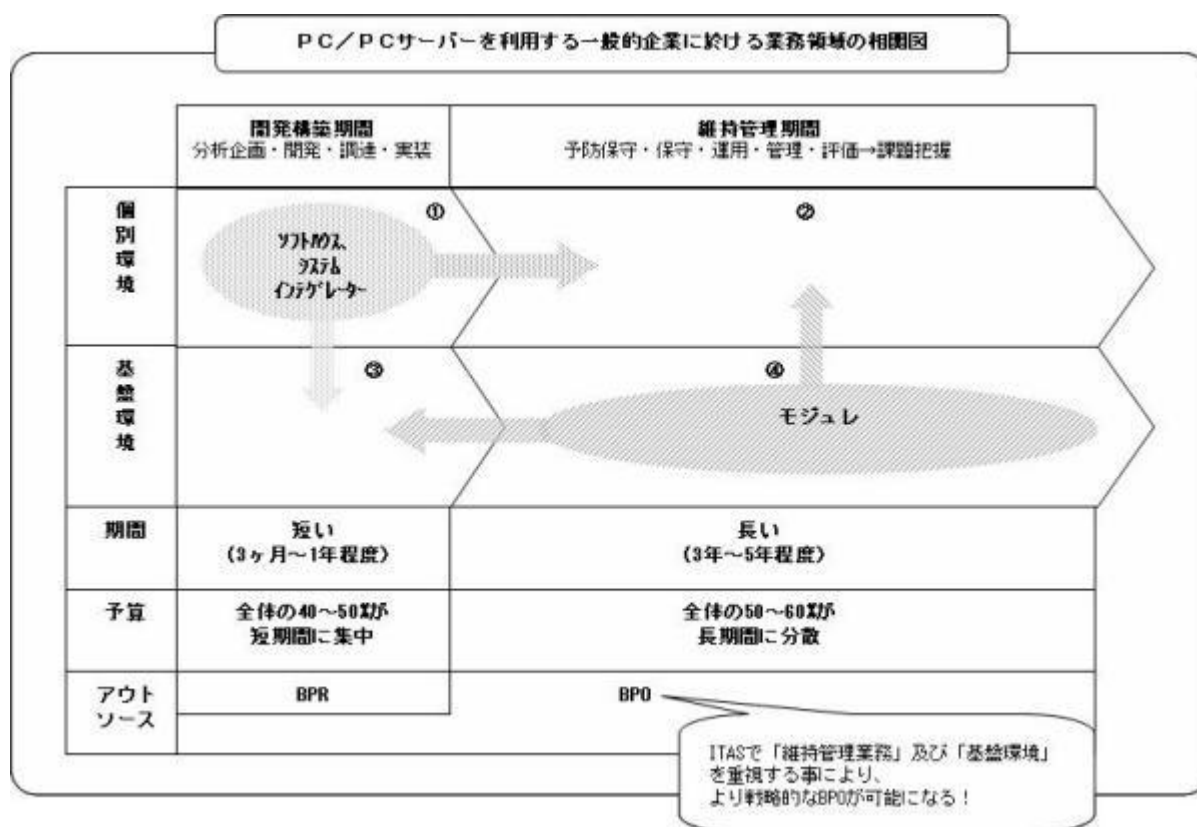 PC/PCサーバーを利用する一般的企業に於ける業務領域の相関図
開発構築期間
分析企画・開発・調達・実装
維持管理期間
予防保守・保守・運用・管理・評価→課題把握
個別環境
①
ソフトハウス、
システム
インテグレーター
②
基盤環境
③
④
モジュレ
期間
短い
(3ヶ月~1年程度)
長い
(3年~5年程度)
予算
全体の40~50%が
短期間に集中
全体の50~60%が
長期間に分散
アウト
ソース
BPR
BPO
ITASで「維持管理業務」及び「基盤環境」
を重視する事により、
より戦略的なBPOが可能になる!